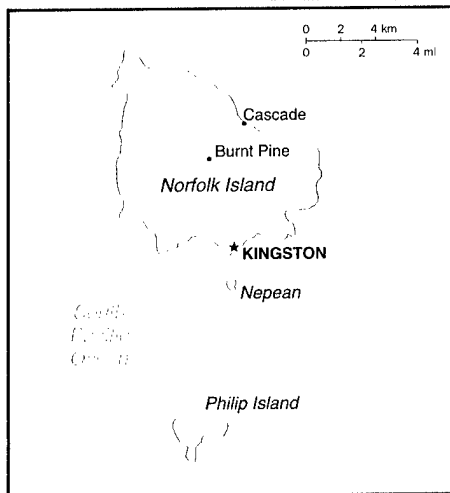 0 2 4 km
0 2 4 mi
Cascade
Burnt Pine
Norfolk Island
KINGSTON
Nepean
Philip Island